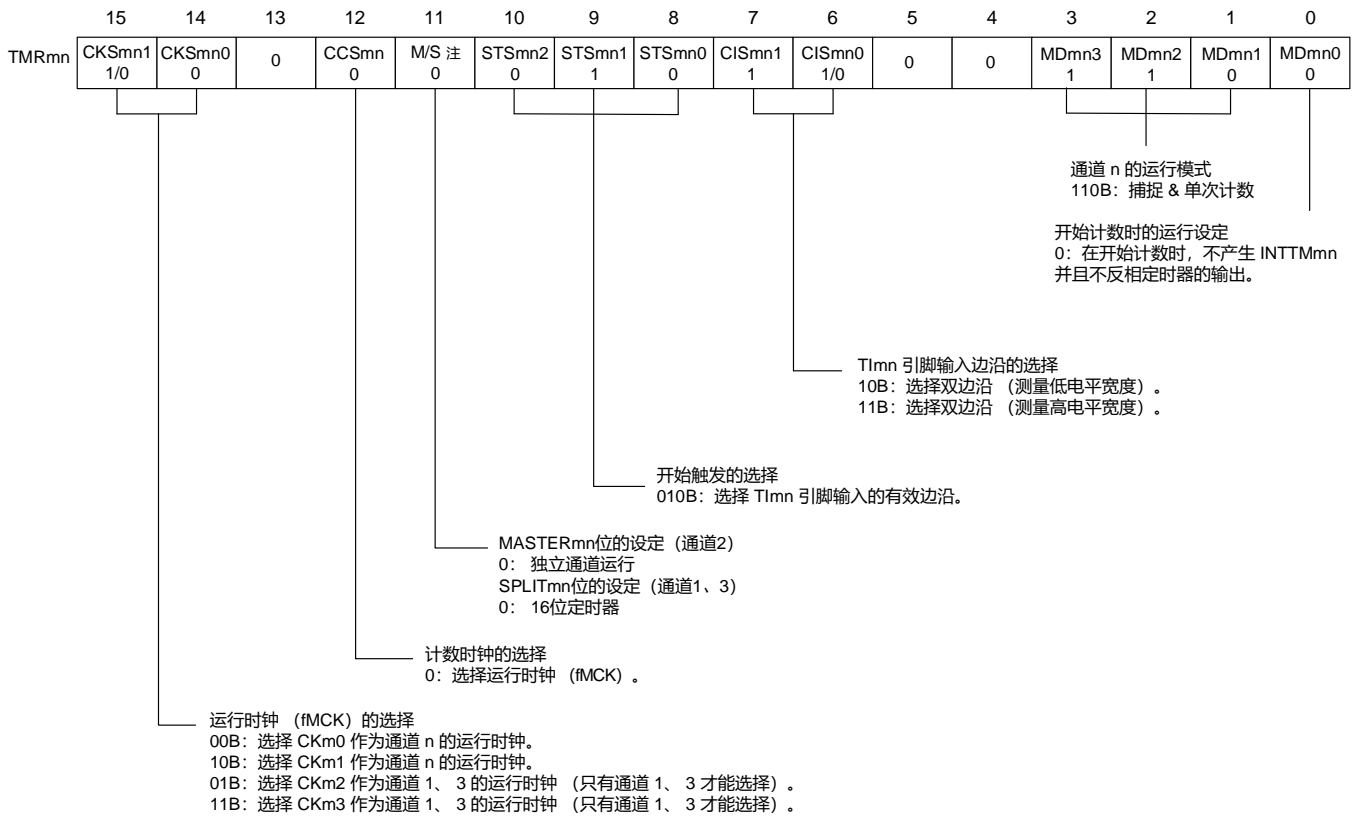 15 14 13 12 11 10 9 8 7 6 5 4 3 2 1 0
TMRmn CKSmn1 CKSmn0 0 CCSmn M/S 注 STSmn2 STSmn1 STSmn0 CISmn1 CISmn0 0 0 MDmn3 MDmn2 MDmn1 MDmn0
1/0 0 0 0 0 1 0 1 1/0 1 1 0 0
通道 n 的运行模式
110B：捕捉 & 单次计数
开始计数时的运行设定
0：在开始计数时，不产生 INTTMmn
并且不反相定时器的输出。
TImn 引脚输入边沿的选择
10B：选择双边沿 （测量低电平宽度）。
11B：选择双边沿 （测量高电平宽度）。
开始触发的选择
010B：选择 TImn 引脚输入的有效边沿。
MASTERmn位的设定（通道2）
0： 独立通道运行
SPLITmn位的设定（通道1、3）
0： 16位定时器
计数时钟的选择
0：选择运行时钟 （fMCK）。
运行时钟 （fMCK）的选择
00B：选择 CKm0 作为通道 n 的运行时钟。
10B：选择 CKm1 作为通道 n 的运行时钟。
01B：选择 CKm2 作为通道 1、 3 的运行时钟 （只有通道 1、 3 才能选择）。
11B：选择 CKm3 作为通道 1、 3 的运行时钟 （只有通道 1、 3 才能选择）。